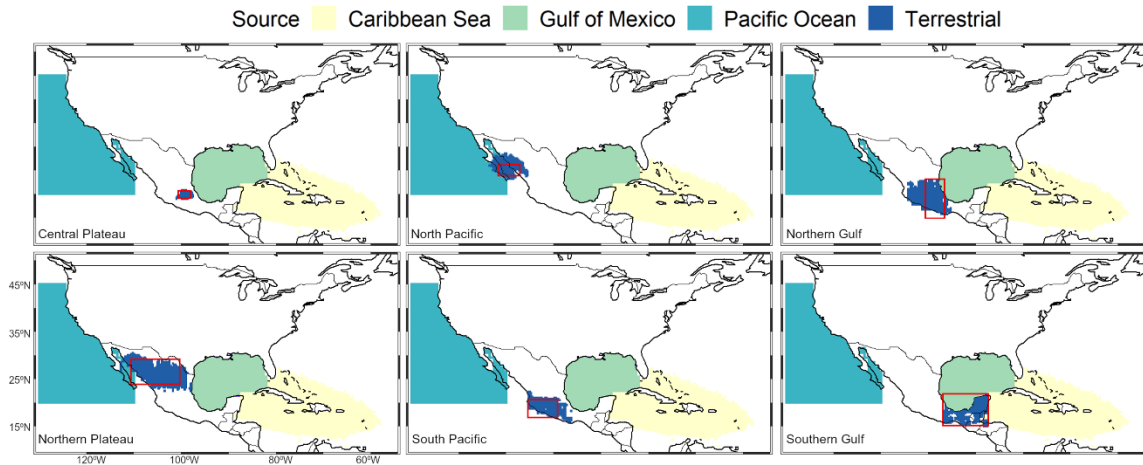 Source Caribbean Sea Gulf of Mexico Pacific Ocean Terrestrial
Central Plateau
North Pacific
Northern Gulf
45°N
35°N
25°N
15°N
Northern Plateau
South Pacific
Southern Gulf
120°W 100°W 80°W 60°W